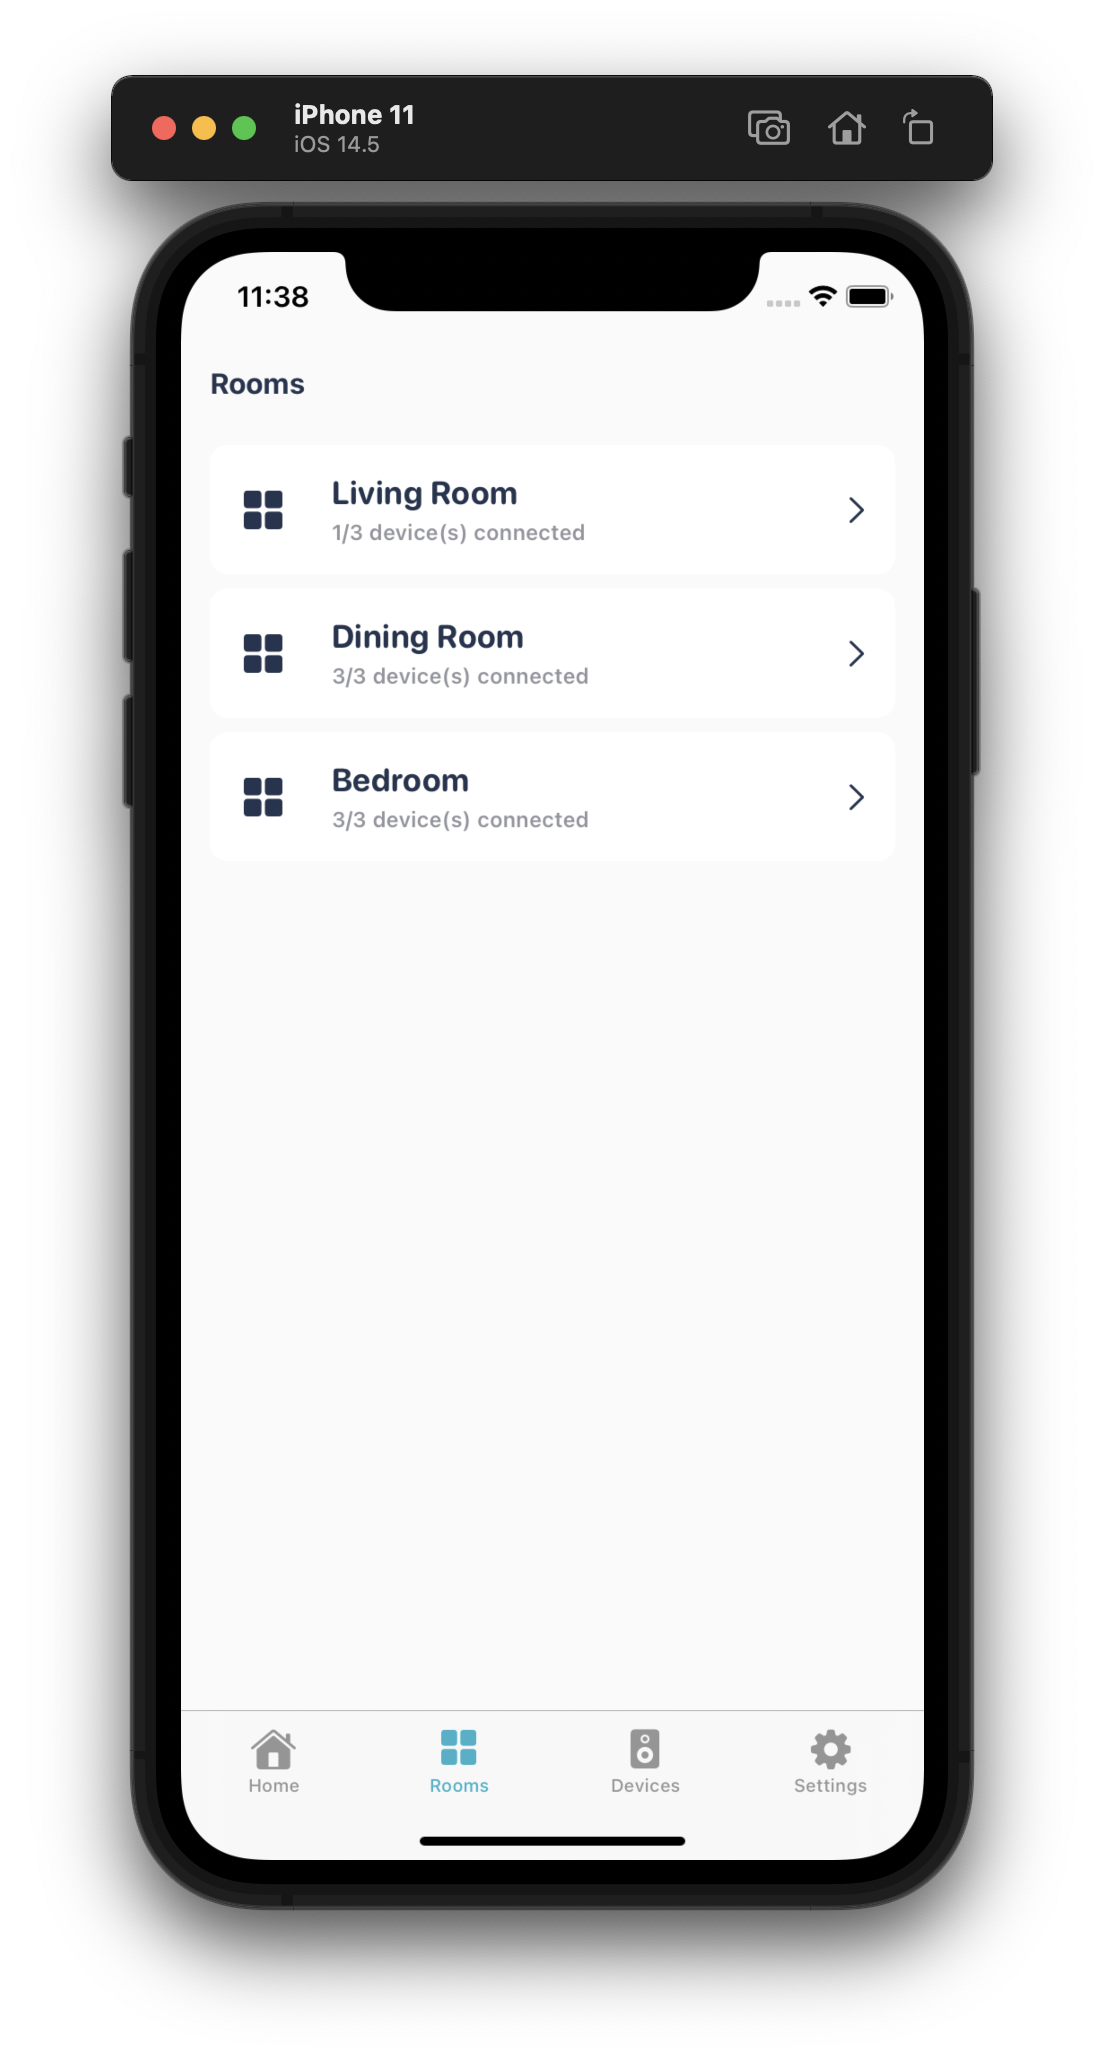 iPhone 11
iOS 14.5
11:38
Rooms
Living Room
1/3 device(s) connected
Dining Room
3/3 device(s) connected
Bedroom
3/3 device(s) connected
Home
Rooms
Devices
Settings